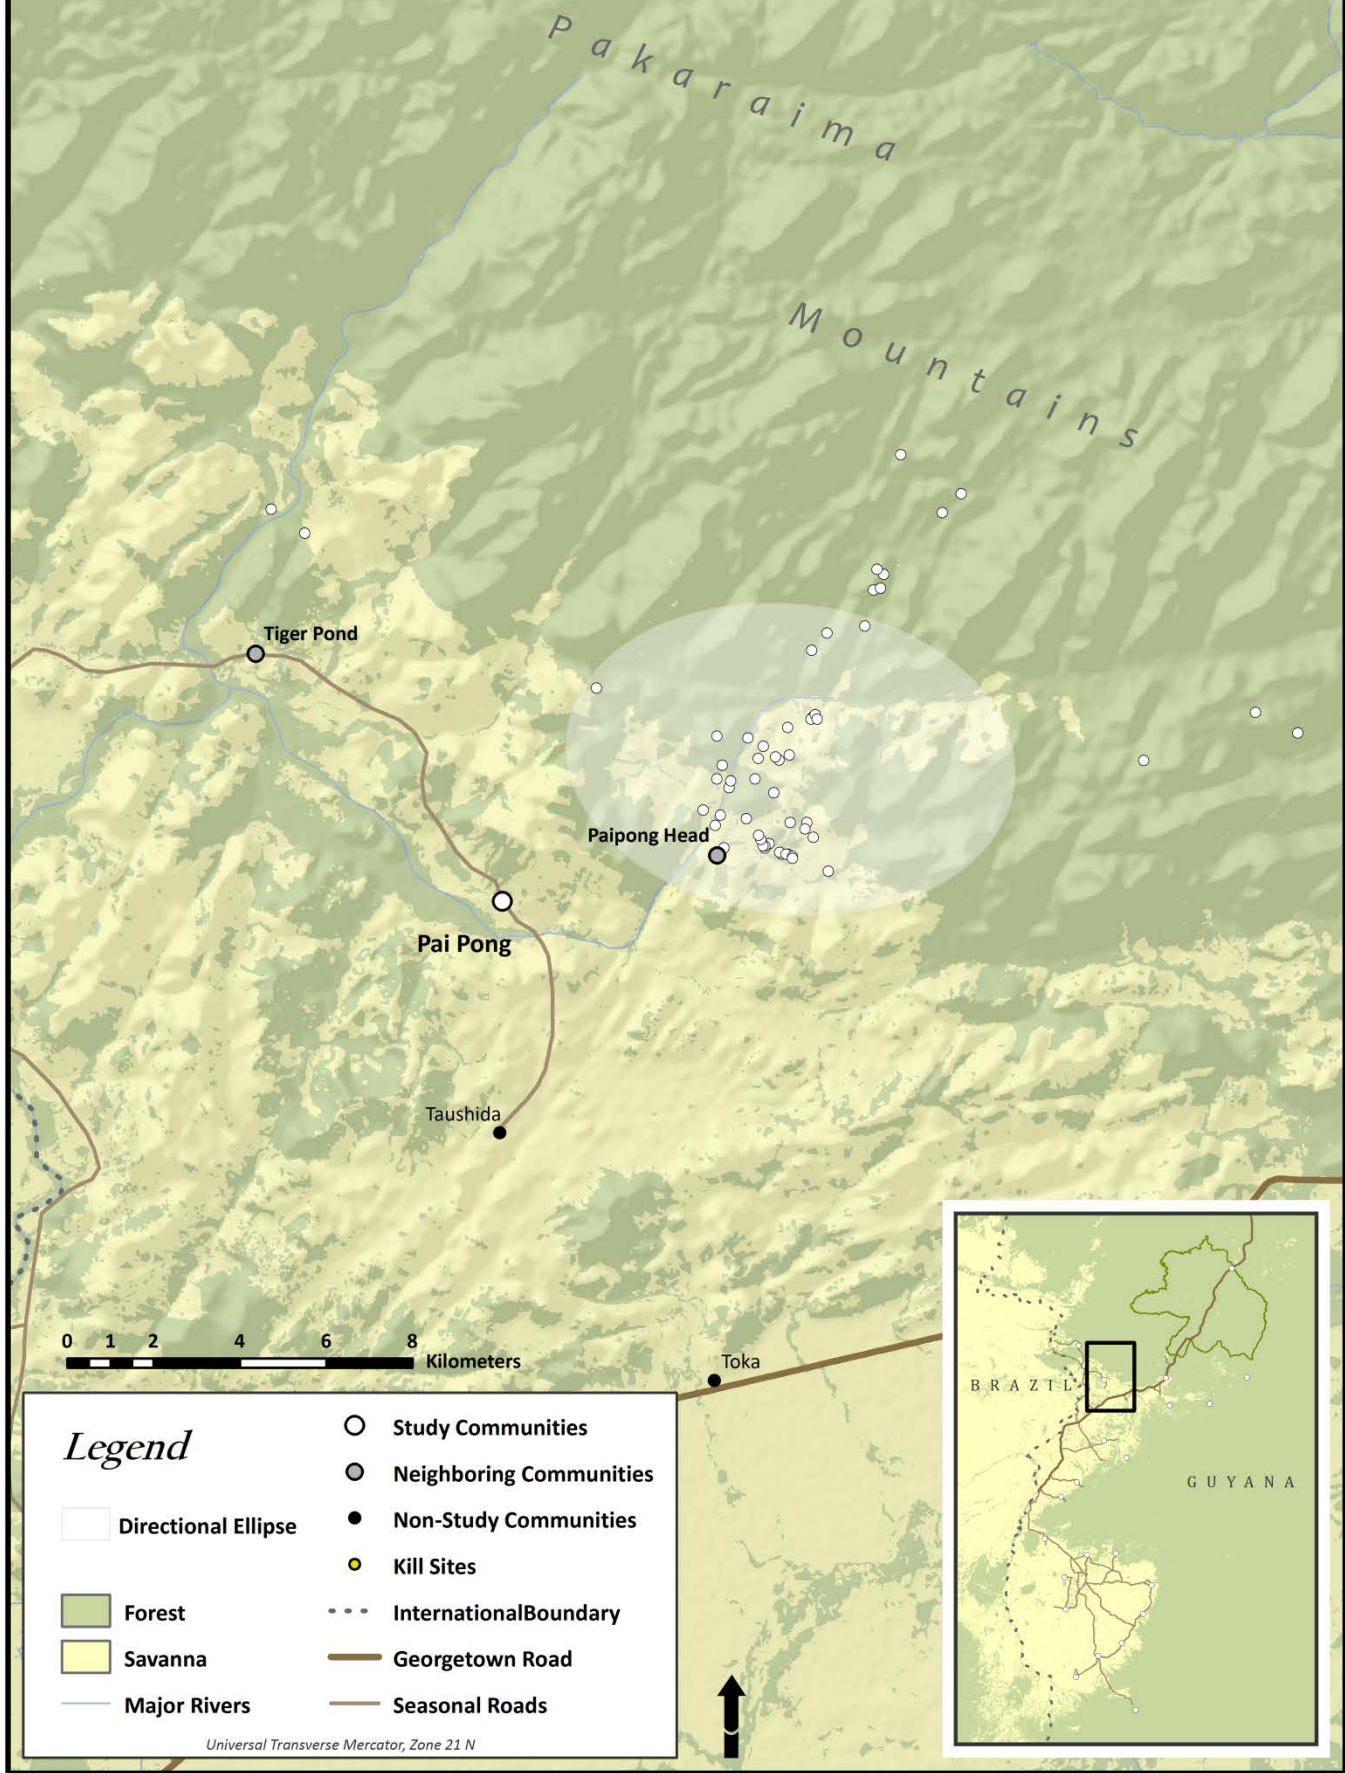 Pakaraima
Mountains
Tiger Pond
Paipong Head
Pai Pong
Taushida
0 1 2 4 6 8
Kilometers
Toka
Legend
Directional Ellipse
Forest
Savanna
Major Rivers
Study Communities
Neighboring Communities
Non-Study Communities
Kill Sites
InternationalBoundary
Georgetown Road
Seasonal Roads
Universal Transverse Mercator, Zone 21 N
BRAZIL
GUYANA